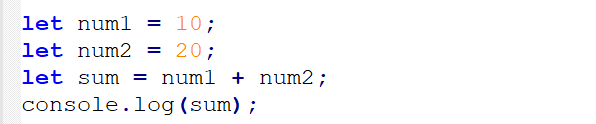 let num1 = 10;
let num2 = 20;
let sum = num1 + num2;
console.log(sum);